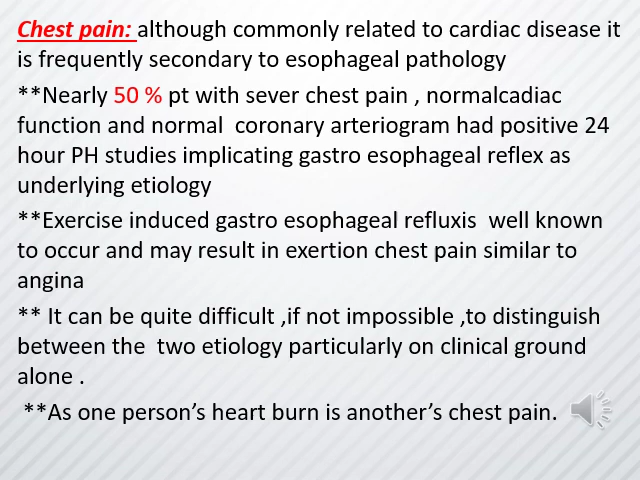 Chest pain: although commonly related to cardiac disease it
is frequently secondary to esophageal pathology
**Nearly 50 % pt with sever chest pain , normalcadiac
function and normal coronary arteriogram had positive 24
hour PH studies implicating gastro esophageal reflex as
underlying etiology
**Exercise induced gastro esophageal refluxis well known
to occur and may result in exertion chest pain similar to
angina
** It can be quite difficult ,if not impossible ,to distinguish
between the two etiology particularly on clinical ground
alone .
**As one person’s heart burn is another’s chest pain.